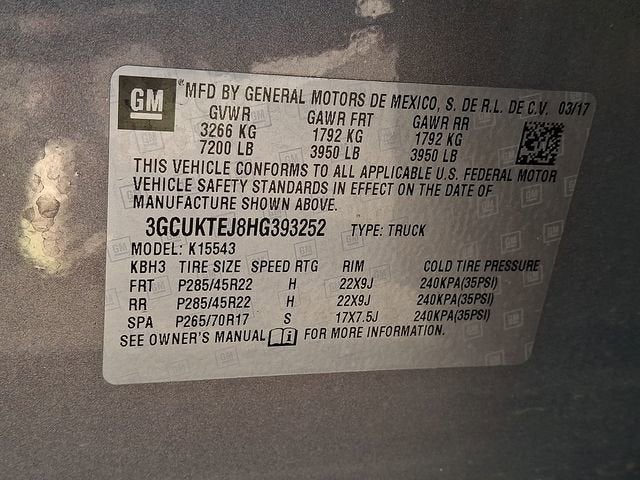 GM
MFD BY GENERAL MOTORS DE MEXICO, S. DE R.L. DE C.V. 03/17
GVWR GAWR FRT GAWR RR
3266 KG 1792 KG 1792 KG
7200 LB 3950 LB 3950 LB
THIS VEHICLE CONFORMS TO ALL APPLICABLE U.S. FEDERAL MOTOR
VEHICLE SAFETY STANDARDS IN EFFECT ON THE DATE OF
MANUFACTURE SHOWN ABOVE.
3GCUKTEJ8HG393252 TYPE: TRUCK
MODEL: K15543
KBH3 TIRE SIZE SPEED RTG RIM COLD TIRE PRESSURE
FRT P285/45R22 H 22X9J 240KPA(35PSI)
RR P285/45R22 H 22X9J 240KPA(35PSI)
SPA P265/70R17 S 17X7.5J 240KPA(35PSI)
SEE OWNER'S MANUAL FOR MORE INFORMATION.